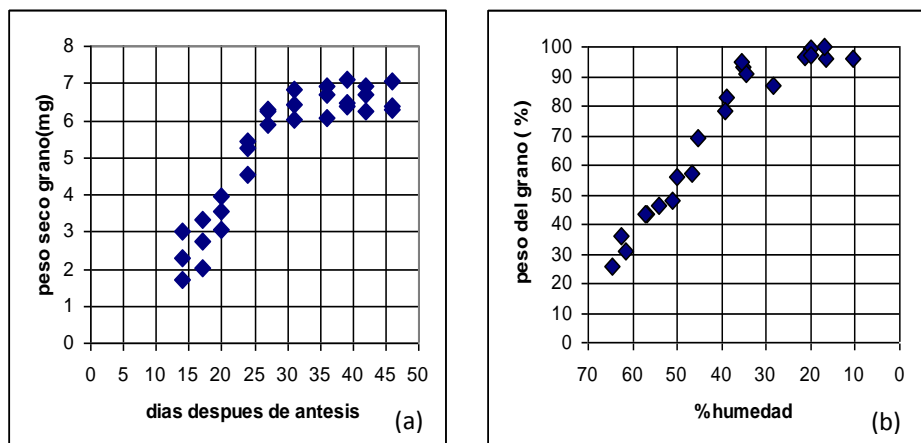 peso seco grano(mg)
8
7
6
5
4
3
2
1
0
0 5 10 15 20 25 30 35 40 45 50
dias despues de antesis
(a)
peso del grano ( %)
100
90
80
70
60
50
40
30
20
10
0
70 60 50 40 30 20 10 0
%humedad
(b)